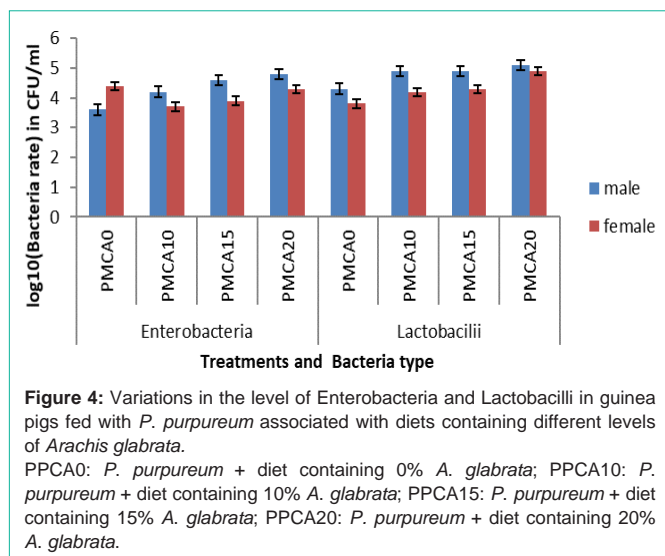 6
5
4
3
2
1
0
log10(Bacteria rate) in CFU/ml
PMCA0
PMCA10
PMCA15
PMCA20
PMCA0
PMCA10
PMCA15
PMCA20
Enterobacteria
Lactobacilii
Treatments and Bacteria type
male
female
Figure 4: Variations in the level of Enterobacteria and Lactobacilli in guinea
pigs fed with P. purpureum associated with diets containing different levels
of Arachis glabrata.
PPCA0: P. purpureum + diet containing 0% A. glabrata; PPCA10: P.
purpureum + diet containing 10% A. glabrata; PPCA15: P. purpureum + diet
containing 15% A. glabrata; PPCA20: P. purpureum + diet containing 20%
A. glabrata.